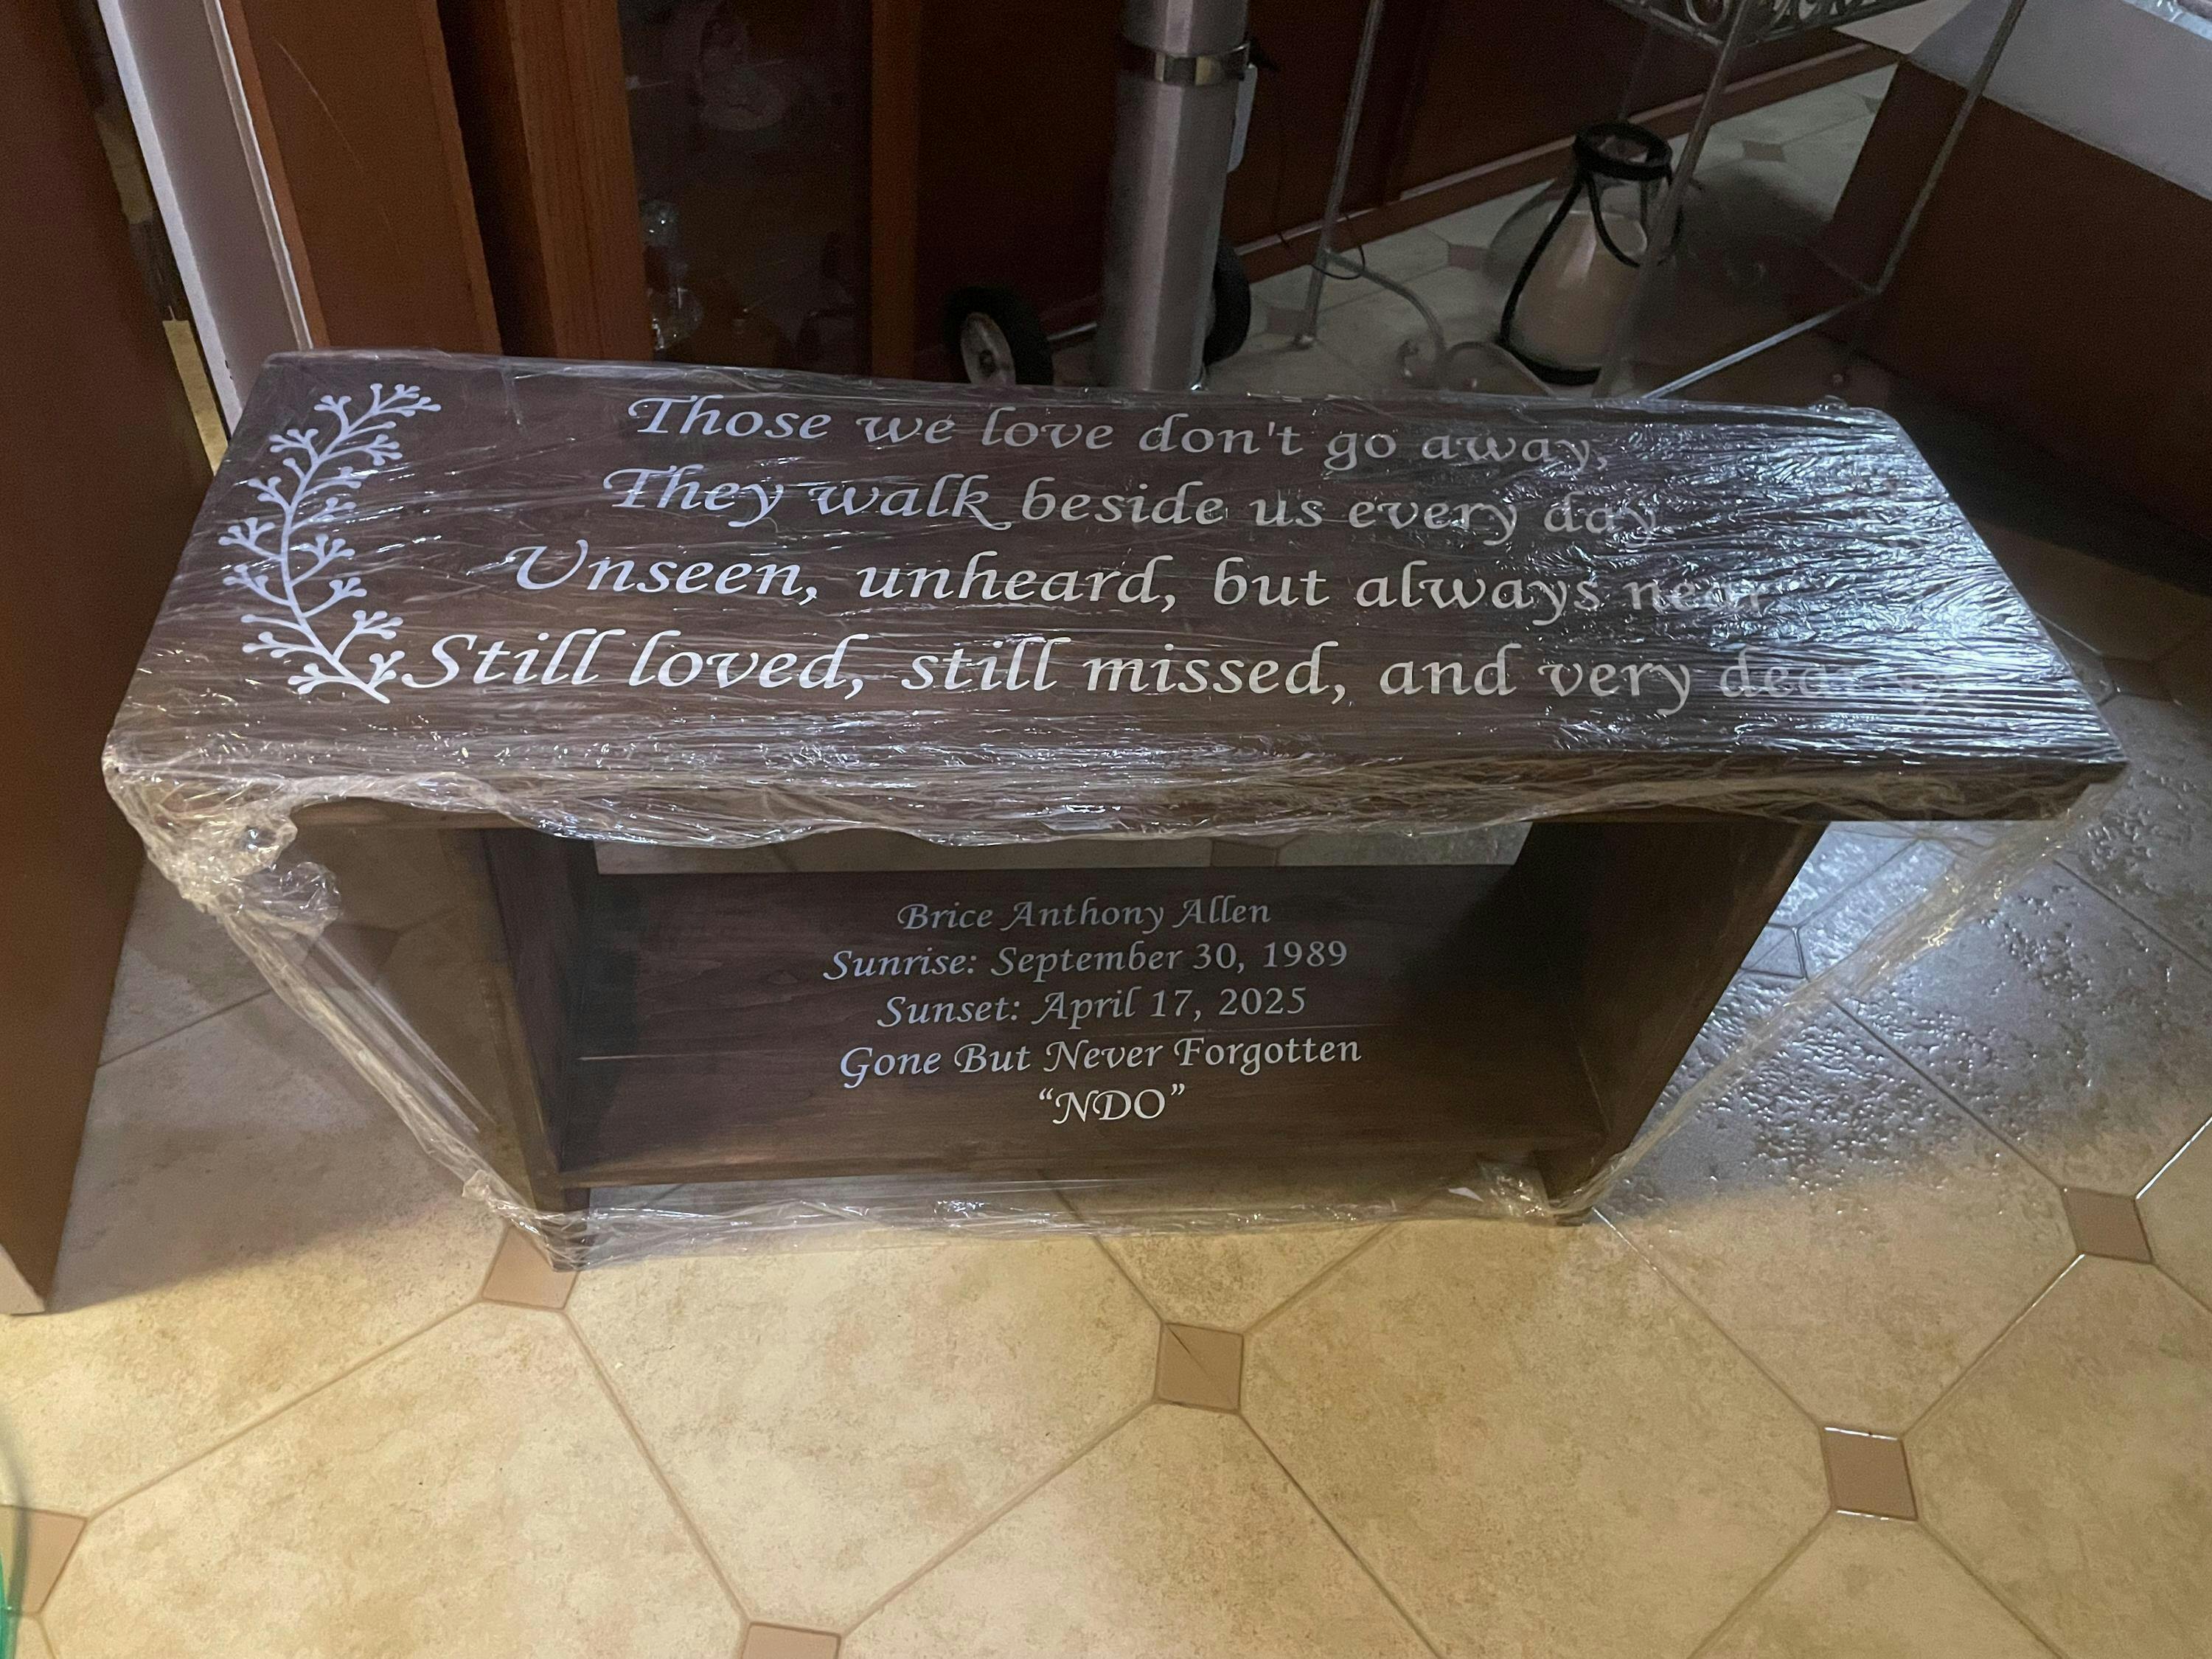 Those we love don't go away,
They walk beside us every day.
Unseen, unheard, but always near
Still loved, still missed, and very dear
Brice Anthony Allen
Sunrise: September 30, 1989
Sunset: April 17, 2025
Gone But Never Forgotten
“NDO”